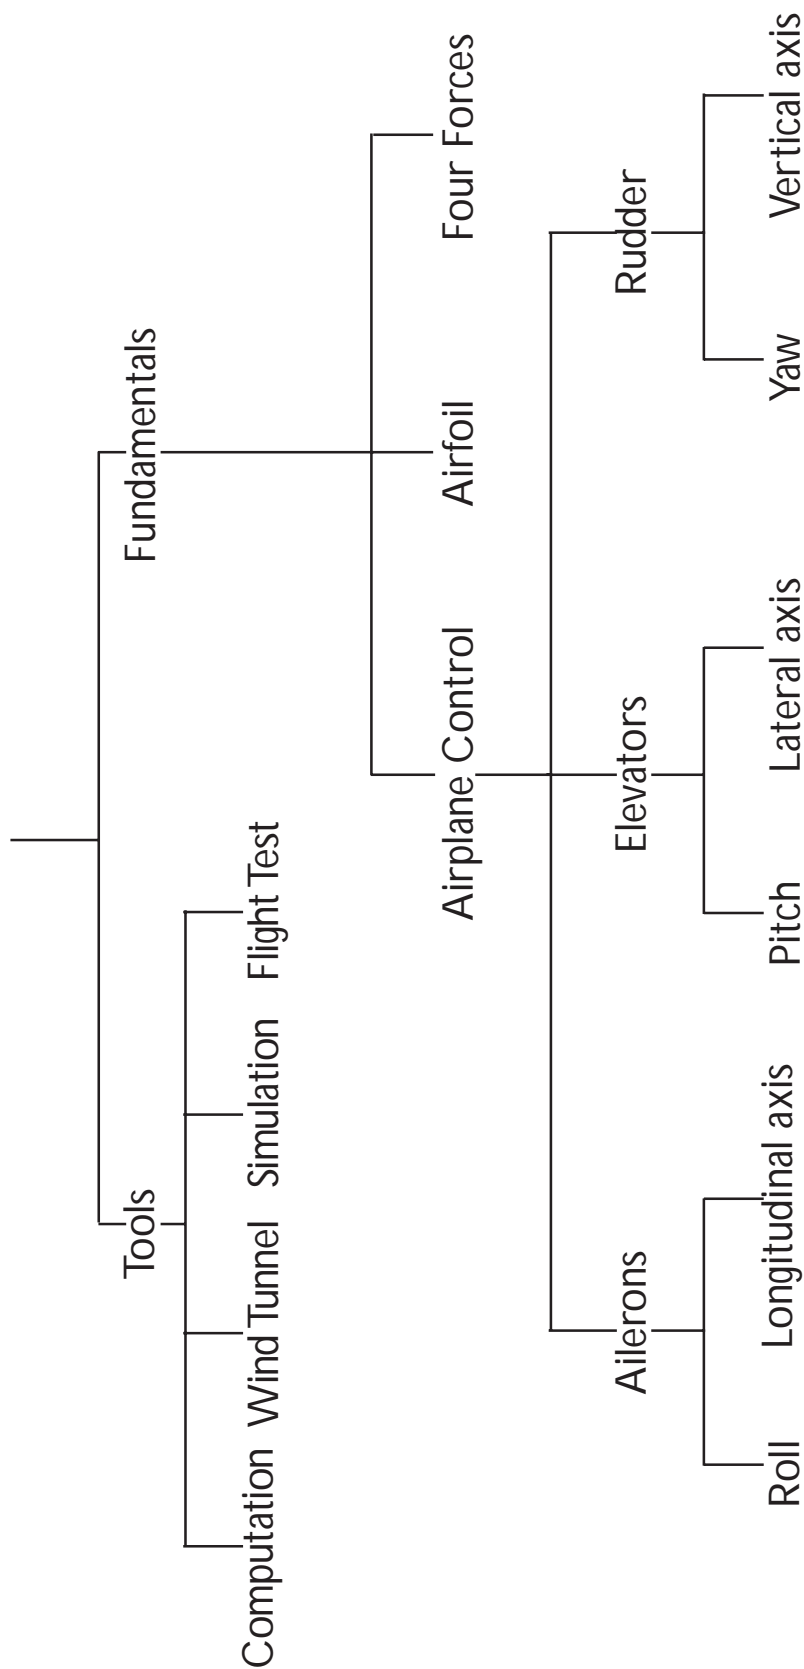 Tools
Fundamentals
Computation
Wind Tunnel
Simulation
Flight Test
Airplane Control
Airfoil
Four Forces
Ailerons
Elevators
Rudder
Roll
Longitudinal axis
Pitch
Lateral axis
Yaw
Vertical axis